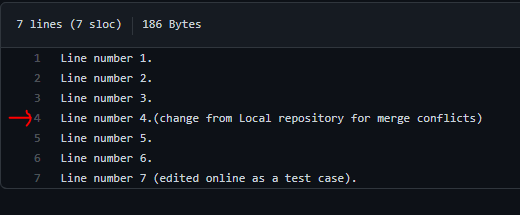 7 lines (7 sloc) 186 Bytes
1 Line number 1.
2 Line number 2.
3 Line number 3.
4 Line number 4.(change from Local repository for merge conflicts)
5 Line number 5.
6 Line number 6.
7 Line number 7 (edited online as a test case).